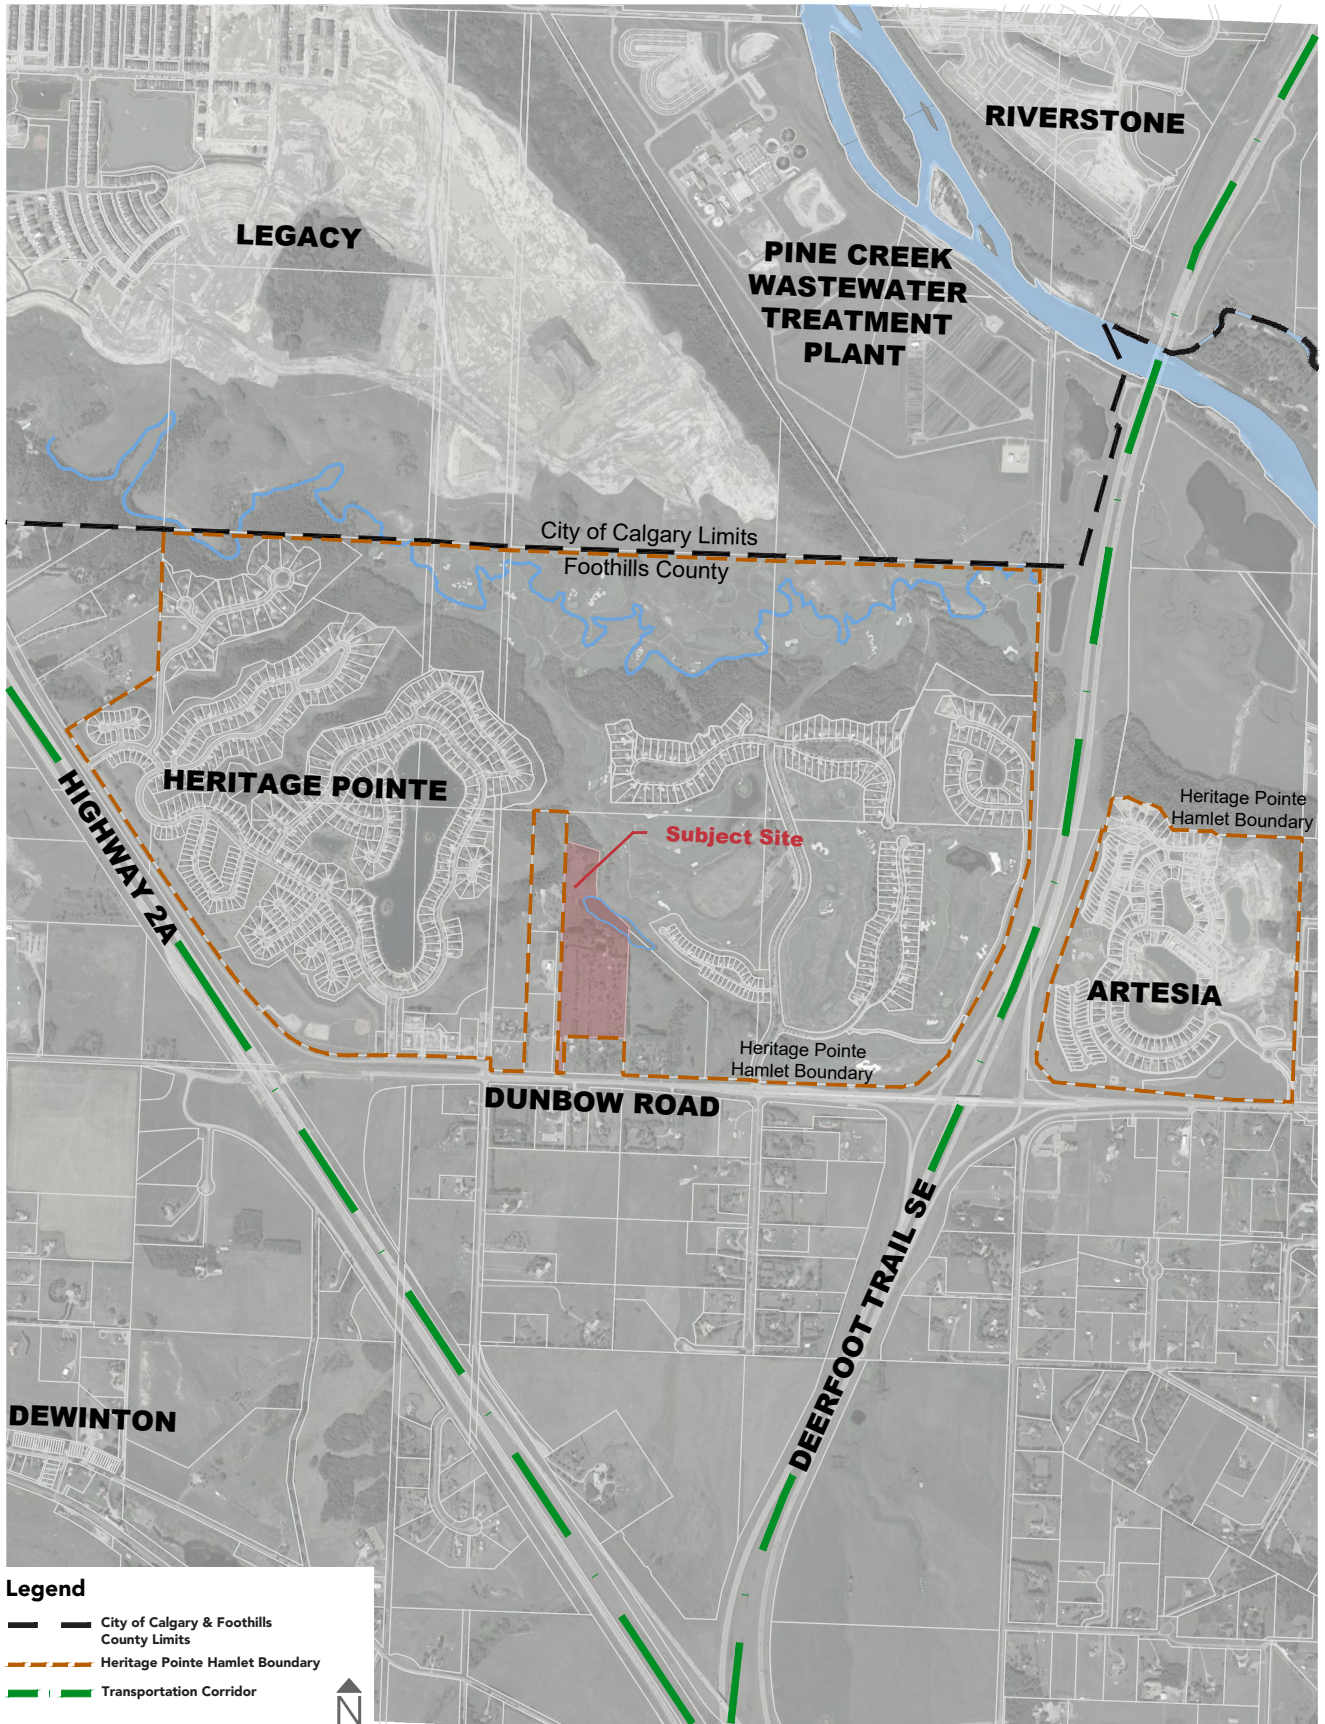 RIVERSTONE
LEGACY
PINE CREEK
WASTEWATER
TREATMENT
PLANT
City of Calgary Limits
Foothills County
HERITAGE POINTE
HIGHWAY 2A
Subject Site
Heritage Pointe
Hamlet Boundary
ARTESIA
Heritage Pointe
Hamlet Boundary
DUNBOW ROAD
DEERFOOT TRAIL SE
DEWINTON
Legend
City of Calgary & Foothills
County Limits
Heritage Pointe Hamlet Boundary
Transportation Corridor
N